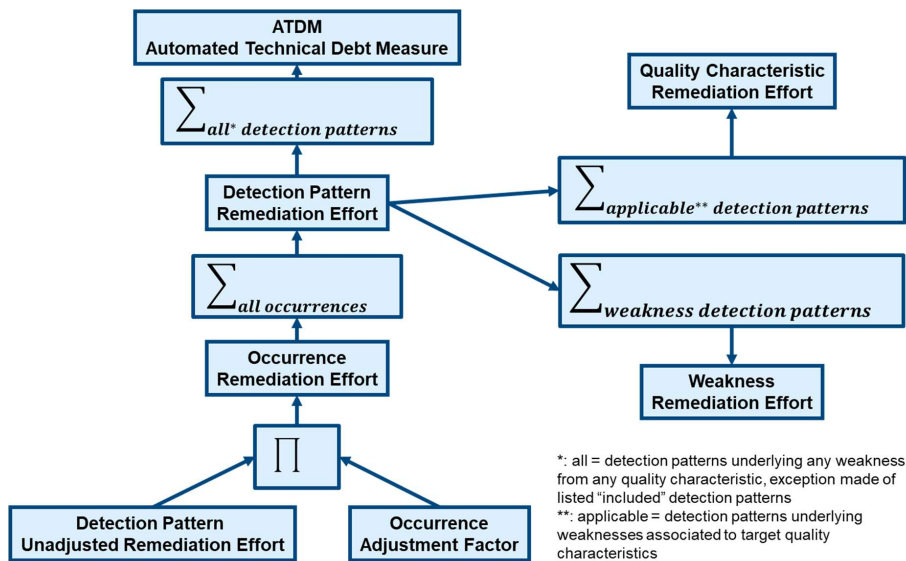 ATDM
Automated Technical Debt Measure
∑all* detection patterns
Quality Characteristic
Remediation Effort
Detection Pattern
Remediation Effort
∑applicable** detection patterns
∑all occurrences
∑weakness detection patterns
Occurrence
Remediation Effort
Weakness
Remediation Effort
∏
Detection Pattern
Unadjusted Remediation Effort
Occurrence
Adjustment Factor
*: all = detection patterns underlying any weakness
from any quality characteristic, exception made of
listed “included” detection patterns
**: applicable = detection patterns underlying
weaknesses associated to target quality
characteristics